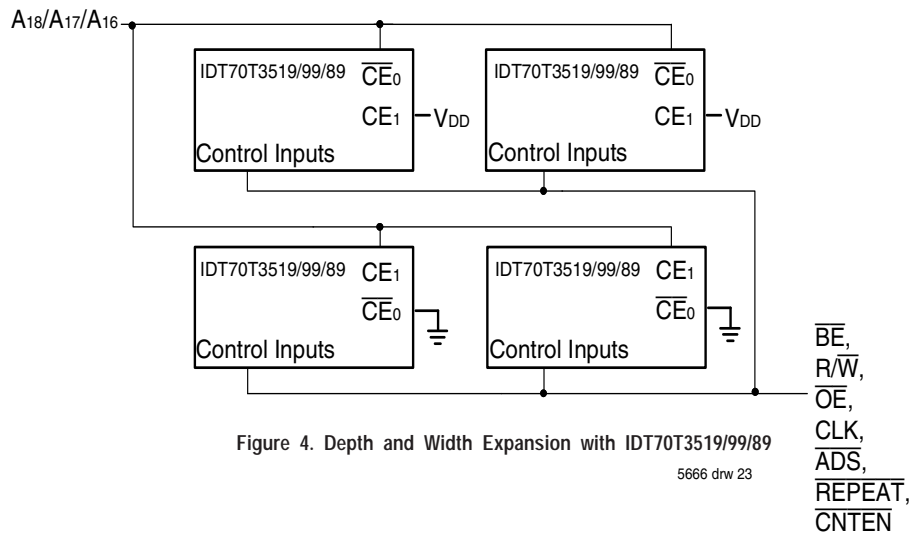 A18/A17/A16
IDT70T3519/99/89 CE0
CE1 VDD
Control Inputs
IDT70T3519/99/89 CE0
CE1 VDD
Control Inputs
IDT70T3519/99/89 CE1
CE0
Control Inputs
IDT70T3519/99/89 CE1
CE0
Control Inputs
BE,
R/W,
OE,
CLK,
ADS,
REPEAT,
CNTEN
Figure 4. Depth and Width Expansion with IDT70T3519/99/89
5666 drw 23